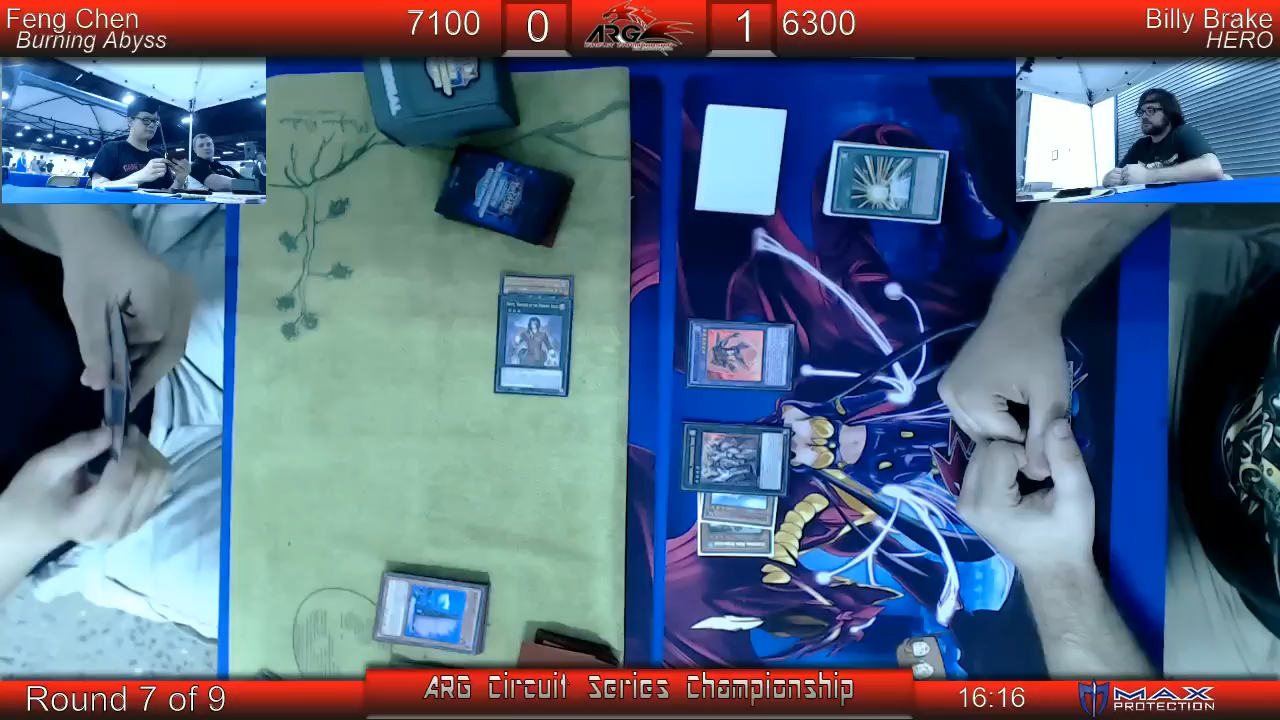 Feng Chen
Burning Abyss
7100
0
ARG
1
6300
Billy Brake
HERO
Round 7 of 9
ARG Circuit Series Championship
16:16
MAX
PROTECTION